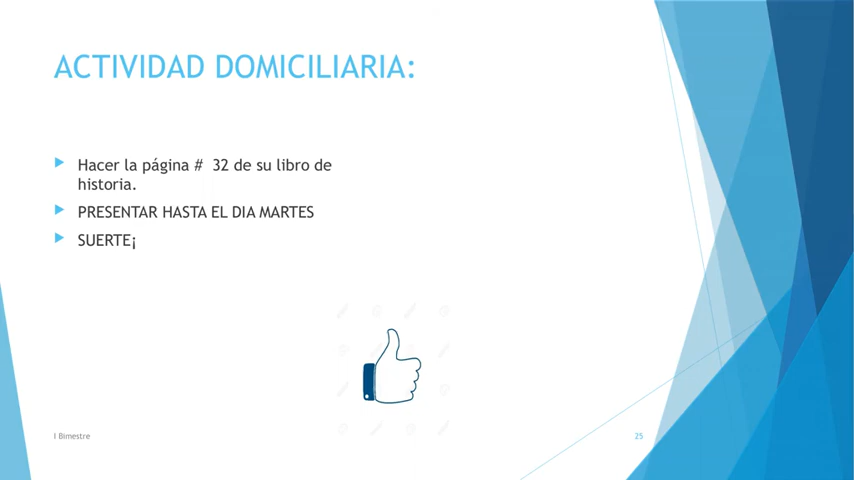 ACTIVIDAD DOMICILIARIA:
Hacer la página # 32 de su libro de
historia.
PRESENTAR HASTA EL DIA MARTES
SUERTE¡
I Bimestre
25